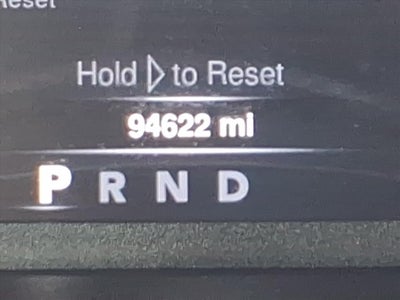 Reset
Hold ▷ to Reset
94622 mi
P R N D